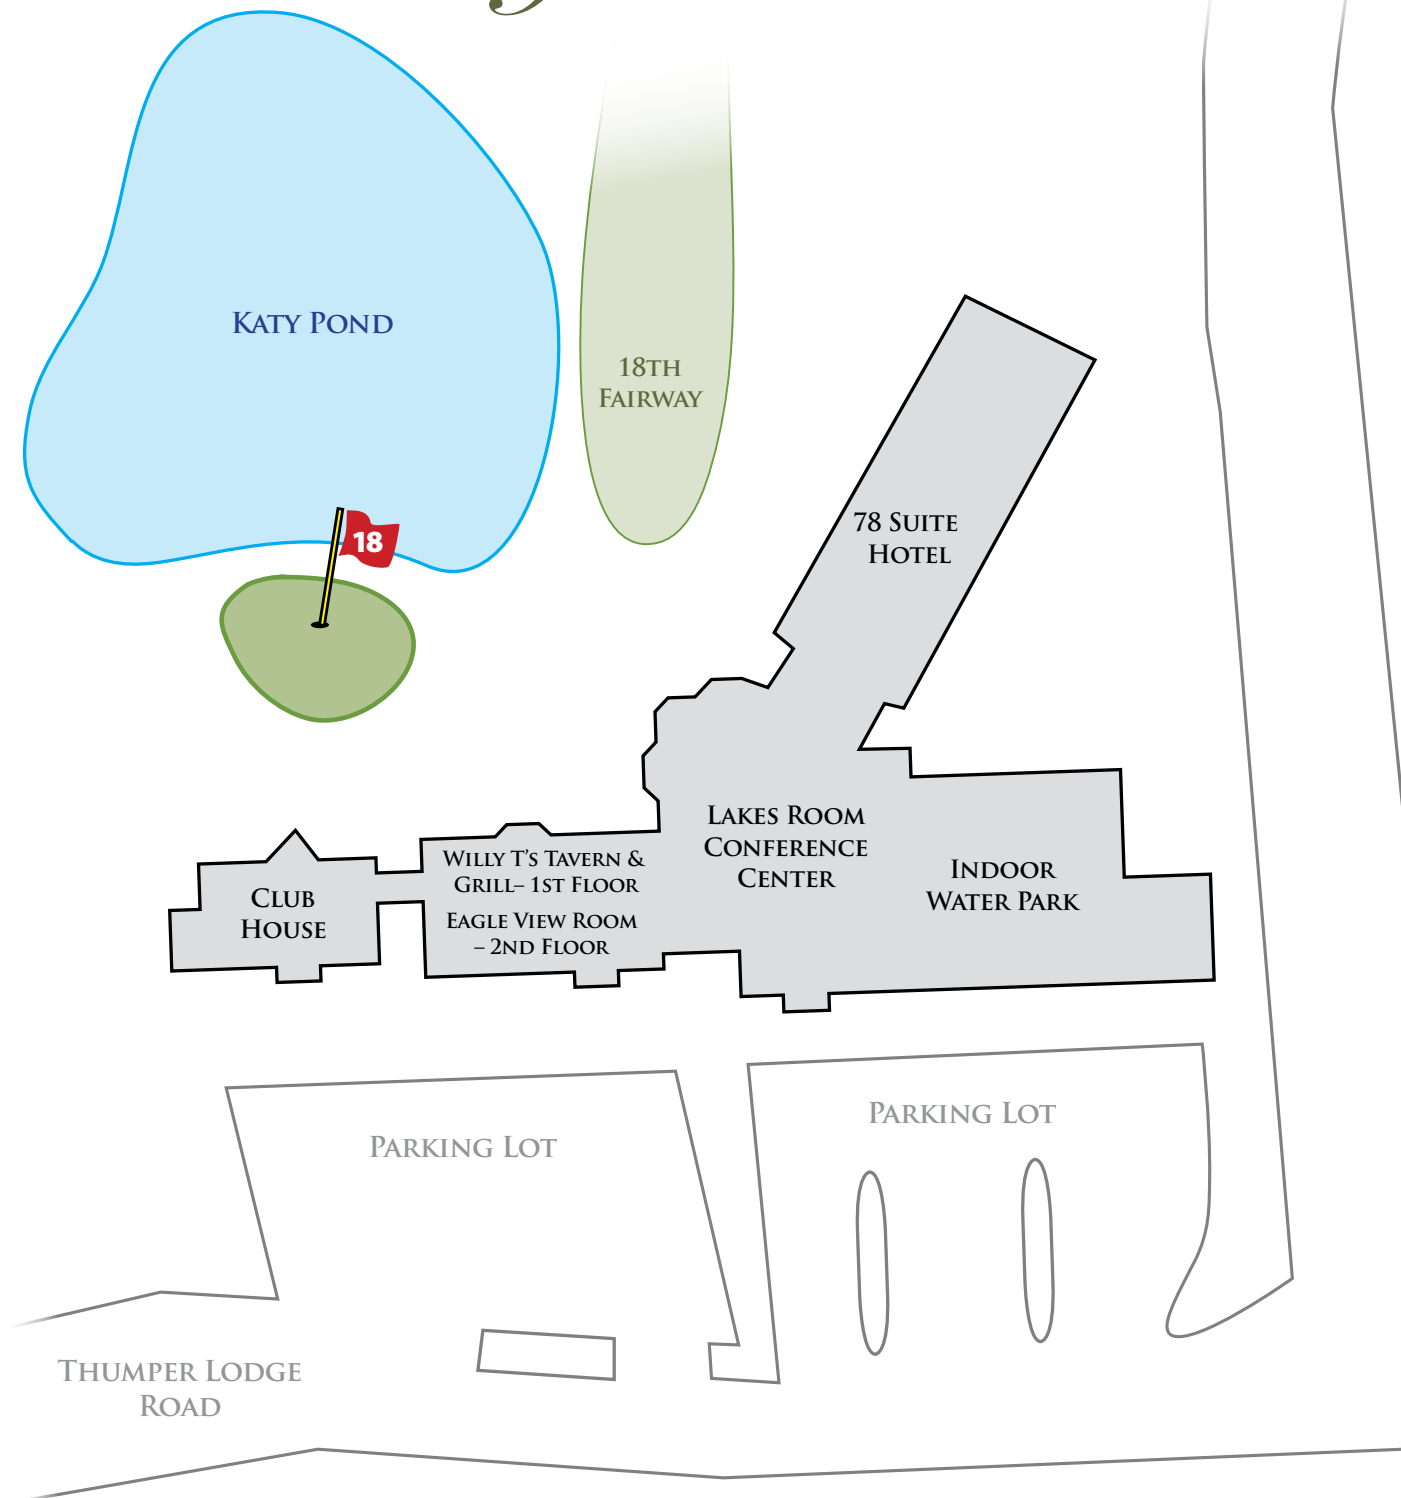 Katy Pond
18th
Fairway
18
78 Suite
Hotel
Lakes Room
Conference
Center
Willy T's Tavern &
Grill– 1st Floor
Eagle View Room
– 2nd Floor
Club
House
Indoor
Water Park
Parking Lot
Parking Lot
Thumper Lodge
Road